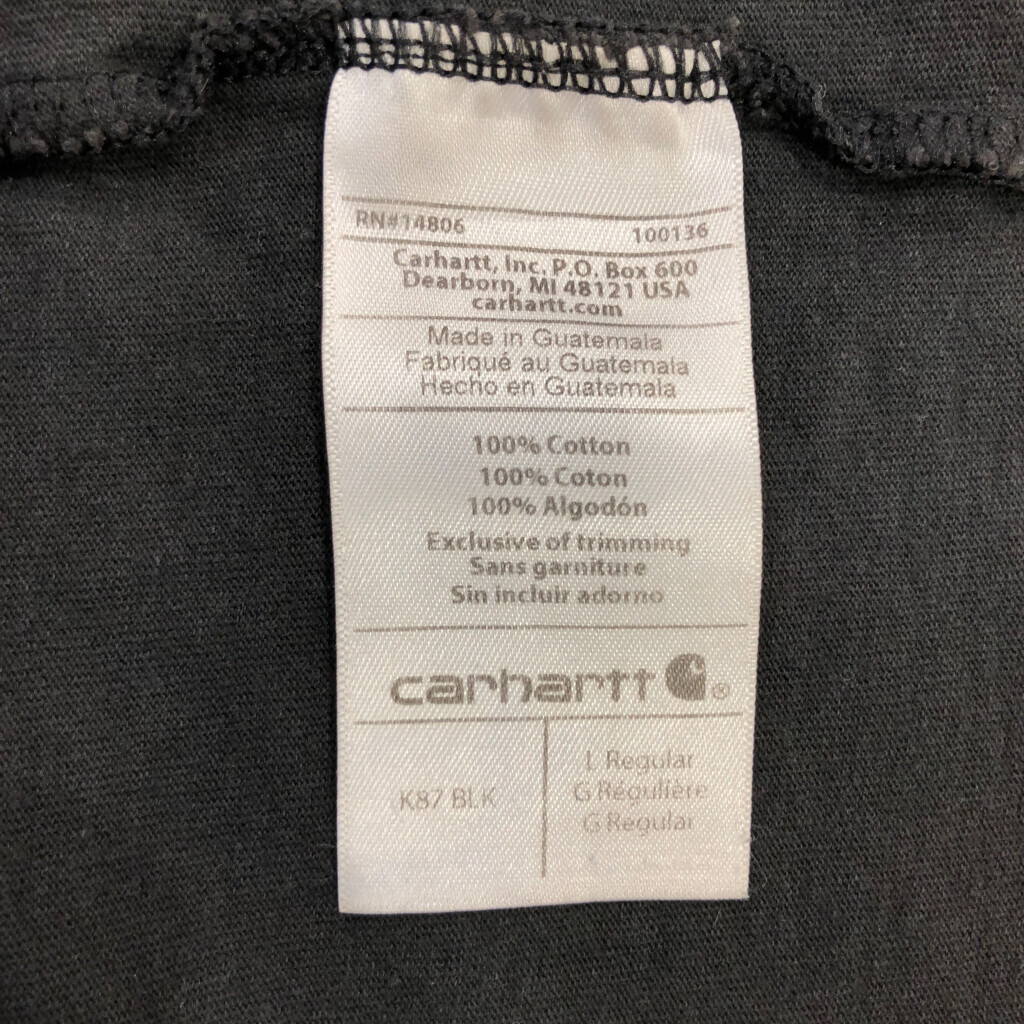 RN#14806 100136
Carhartt, Inc. P.O. Box 600
Dearborn, MI 48121 USA
carhartt.com
Made in Guatemala
Fabriqué au Guatemala
Hecho en Guatemala
100% Cotton
100% Coton
100% Algodón
Exclusive of trimming
Sans garniture
Sin incluir adorno
carhartt ®
K87 BLK
L Regular
G Régulière
G Regular